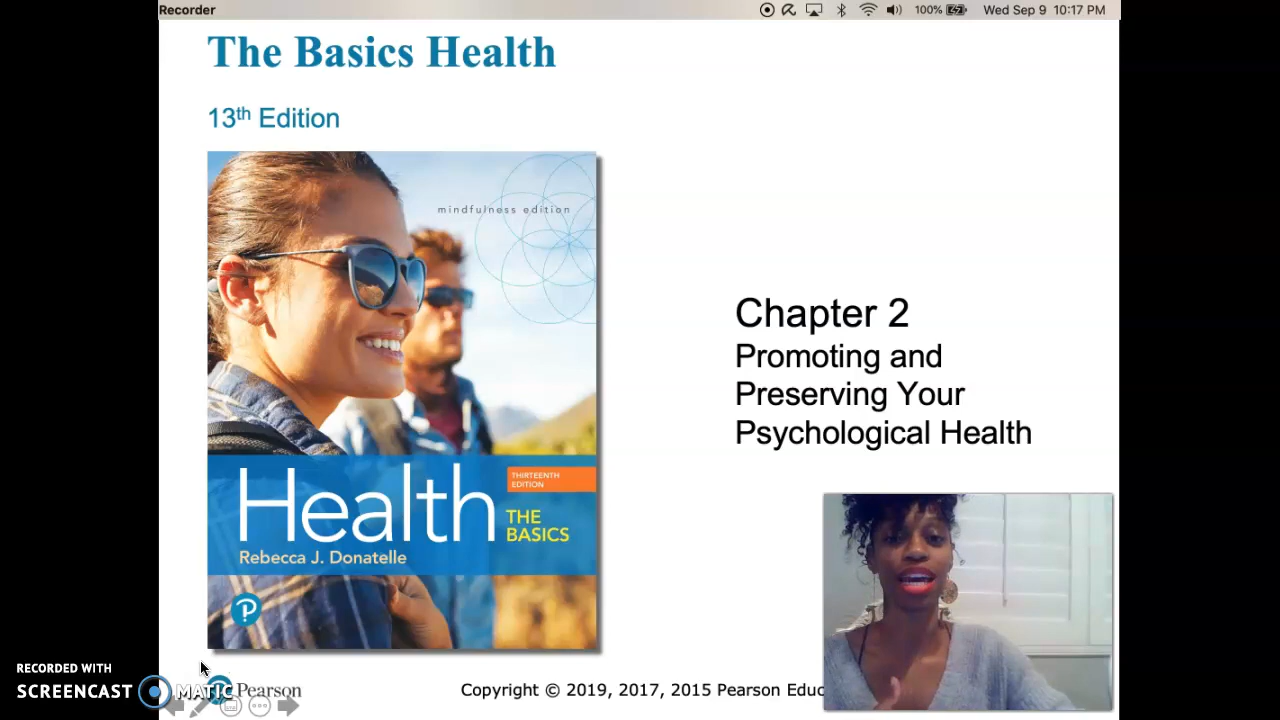 Recorder
100%
Wed Sep 9 10:17 PM
The Basics Health
13th Edition
mindfulness edition
Health
THIRTEENTH
EDITION
THE
BASICS
Rebecca J. Donatelle
P
Chapter 2
Promoting and
Preserving Your
Psychological Health
RECORDED WITH
SCREENCAST MATIC
Pearson
Copyright © 2019, 2017, 2015 Pearson Educ